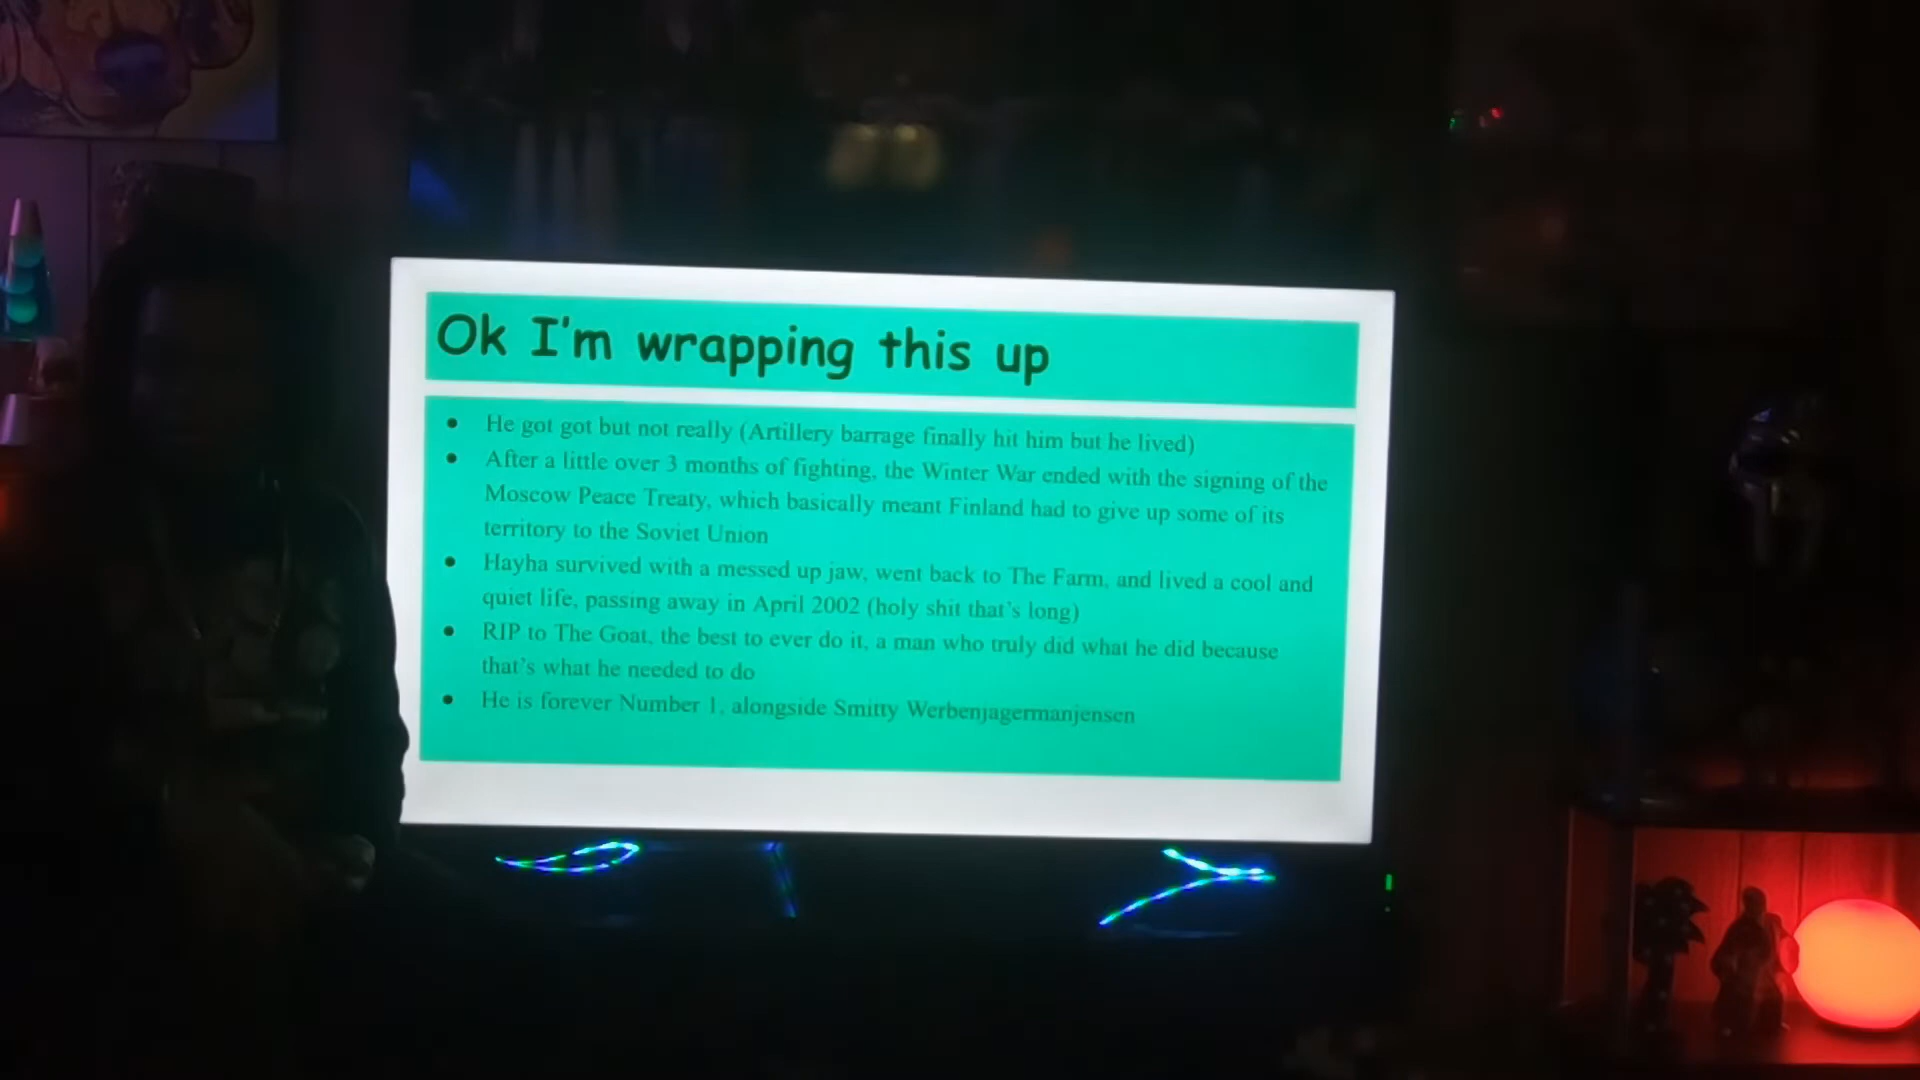 Ok I'm wrapping this up
● He got got but not really (Artillery barrage finally hit him but he lived)
● After a little over 3 months of fighting, the Winter War ended with the signing of the
Moscow Peace Treaty, which basically meant Finland had to give up some of its
territory to the Soviet Union
● Hayha survived with a messed up jaw, went back to The Farm, and lived a cool and
quiet life, passing away in April 2002 (holy shit that's long)
● RIP to The Goat, the best to ever do it, a man who truly did what he did because
that's what he needed to do
● He is forever Number 1, alongside Smitty Werbenjagermanjensen